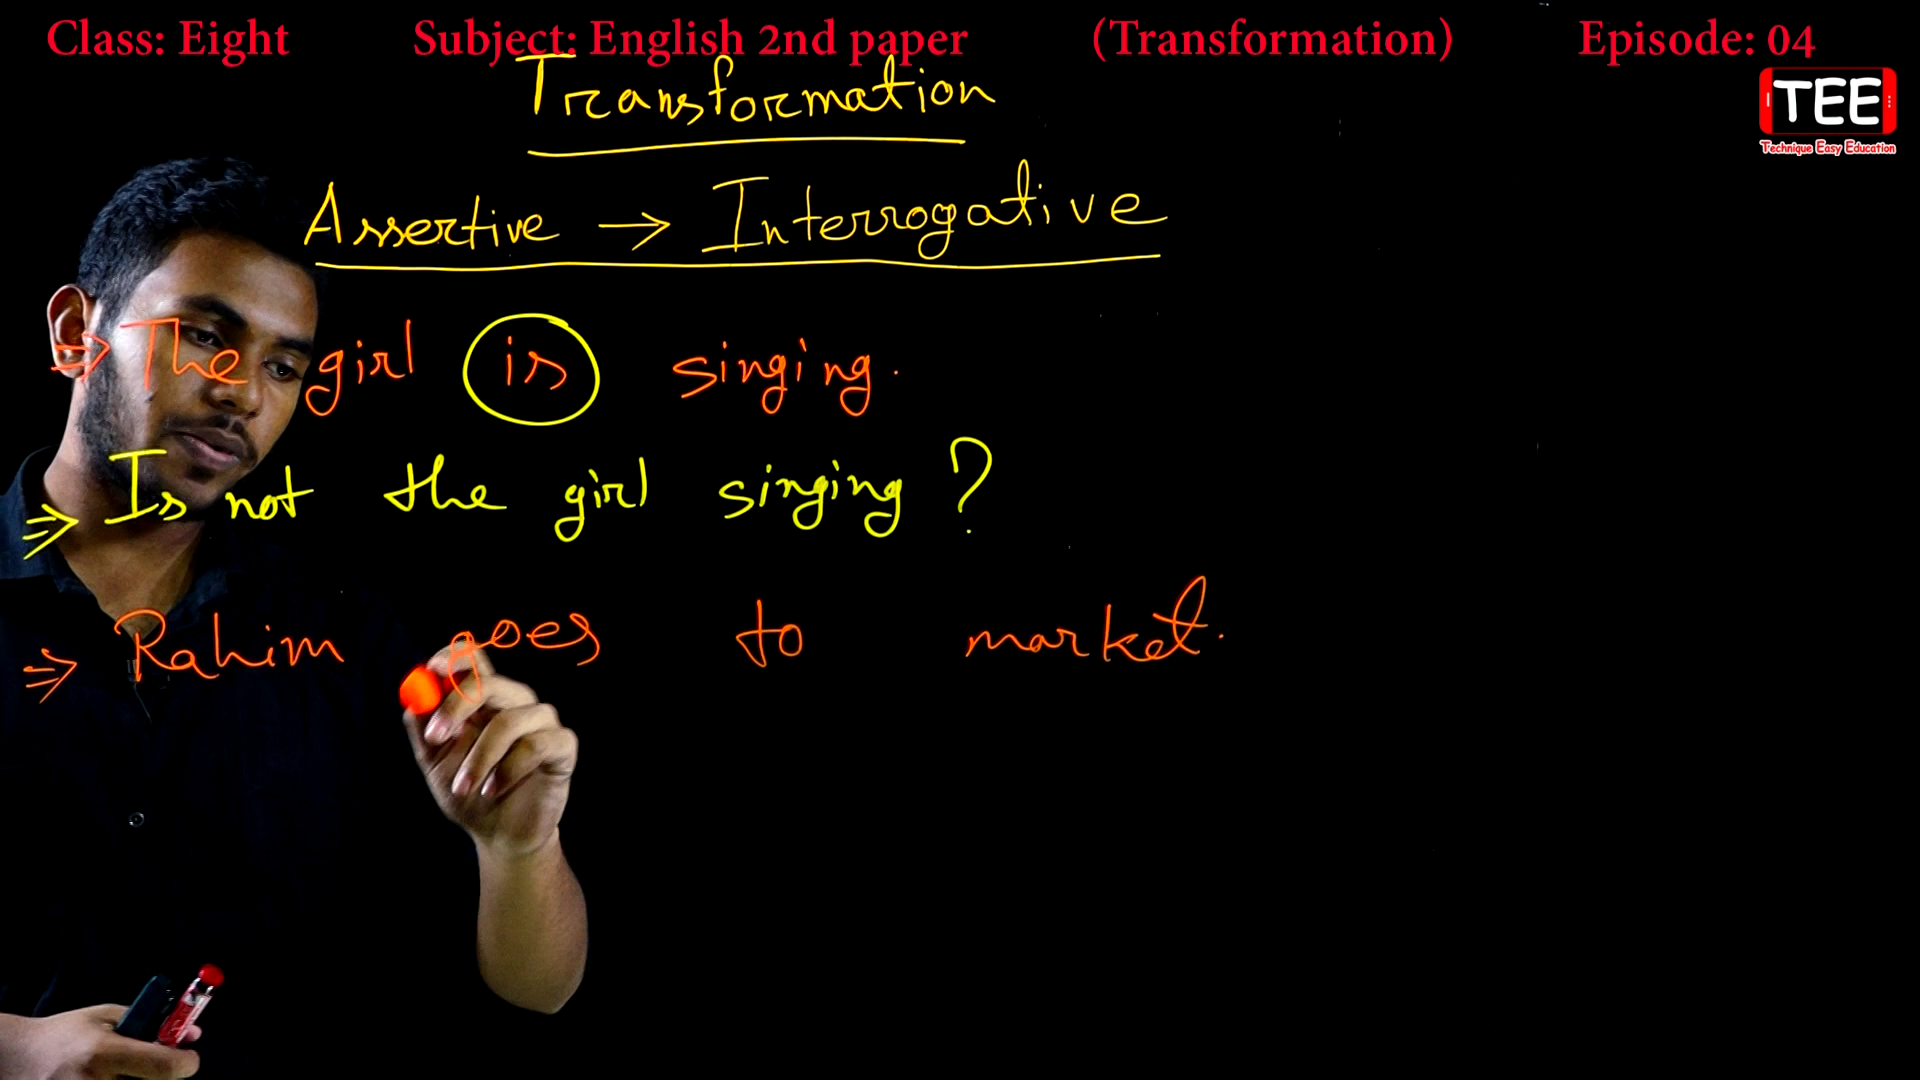 Class: Eight Subject: English 2nd paper (Transformation) Episode: 04
TEE
Technique Easy Education
Transformation
Assertive → Interrogative
⇒ The girl is singing.
⇒ Is not the girl singing?
⇒ Rahim goes to market.